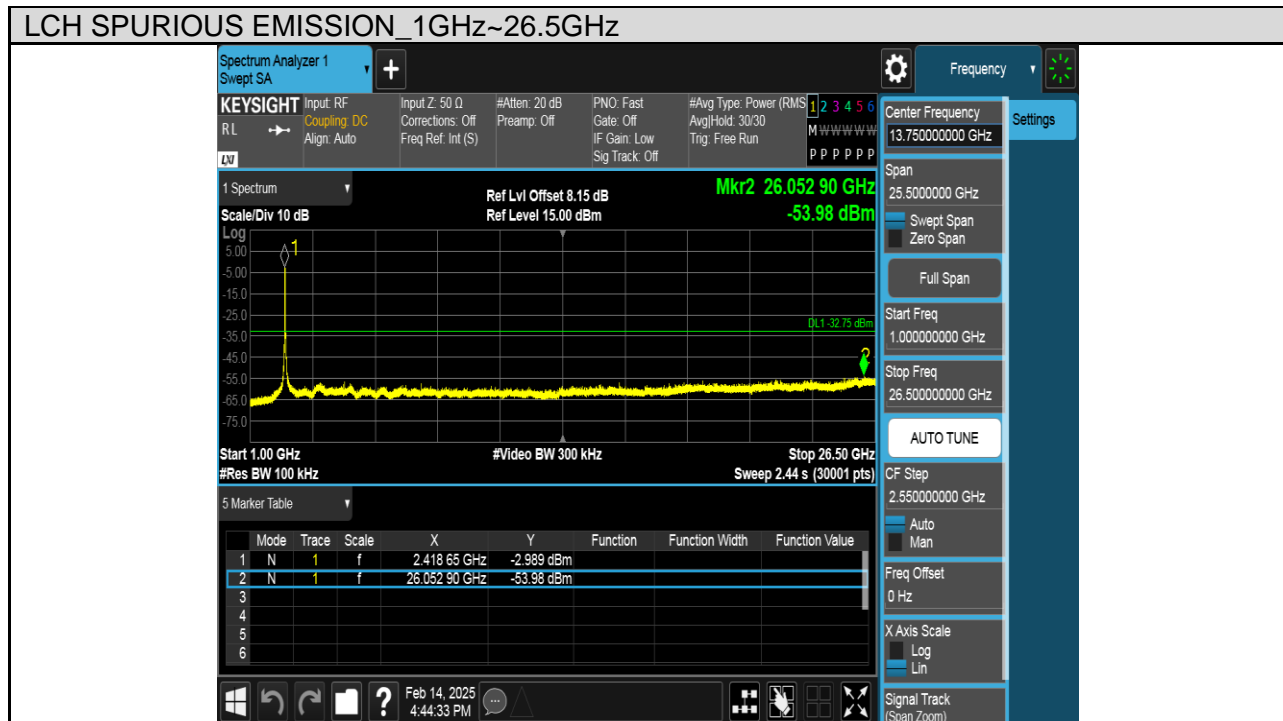 LCH SPURIOUS EMISSION_1GHz~26.5GHz
Spectrum Analyzer 1
Swept SA
+
Frequency
KEYSIGHT
RL
LXI
Input: RF
Coupling: DC
Align: Auto
Input Z: 50 Ω
Corrections: Off
Freq Ref: Int (S)
#Atten: 20 dB
Preamp: Off
PNO: Fast
Gate: Off
IF Gain: Low
Sig Track: Off
#Avg Type: Power (RMS
Avg|Hold: 30/30
Trig: Free Run
1 2 3 4 5 6
M W W W W W
P P P P P P
Center Frequency
13.750000000 GHz
Settings
1 Spectrum
Scale/Div 10 dB
Ref Lvl Offset 8.15 dB
Ref Level 15.00 dBm
Mkr2 26.052 90 GHz
-53.98 dBm
Span
25.5000000 GHz
Swept Span
Zero Span
Full Span
Log
5.00
-5.00
-15.0
-25.0
-35.0
-45.0
-55.0
-65.0
-75.0
1
DL1 -32.75 dBm
2
Start Freq
1.000000000 GHz
Stop Freq
26.500000000 GHz
AUTO TUNE
Start 1.00 GHz
#Video BW 300 kHz
Stop 26.50 GHz
#Res BW 100 kHz
Sweep 2.44 s (30001 pts)
CF Step
2.550000000 GHz
Auto
Man
5 Marker Table
Mode Trace Scale X Y Function Function Width Function Value
1 N 1 f 2.418 65 GHz -2.989 dBm
2 N 1 f 26.052 90 GHz -53.98 dBm
3
4
5
6
Freq Offset
0 Hz
X Axis Scale
Log
Lin
Signal Track
(Span Zoom)
?
Feb 14, 2025
4:44:33 PM